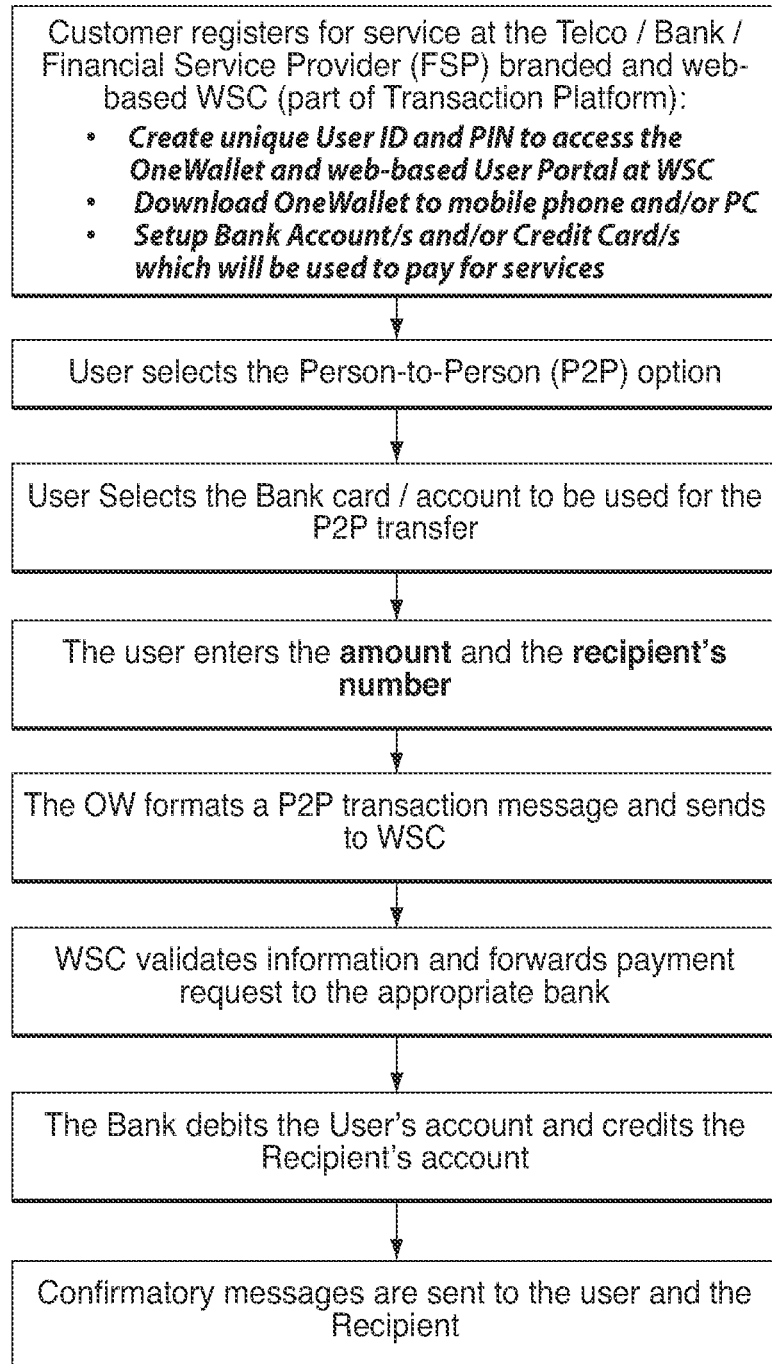 Customer registers for service at the Telco / Bank /
Financial Service Provider (FSP) branded and web-
based WSC (part of Transaction Platform):
• Create unique User ID and PIN to access the
OneWallet and web-based User Portal at WSC
• Download OneWallet to mobile phone and/or PC
• Setup Bank Account/s and/or Credit Card/s
which will be used to pay for services
User selects the Person-to-Person (P2P) option
User Selects the Bank card / account to be used for the
P2P transfer
The user enters the amount and the recipient's
number
The OW formats a P2P transaction message and sends
to WSC
WSC validates information and forwards payment
request to the appropriate bank
The Bank debits the User's account and credits the
Recipient's account
Confirmatory messages are sent to the user and the
Recipient